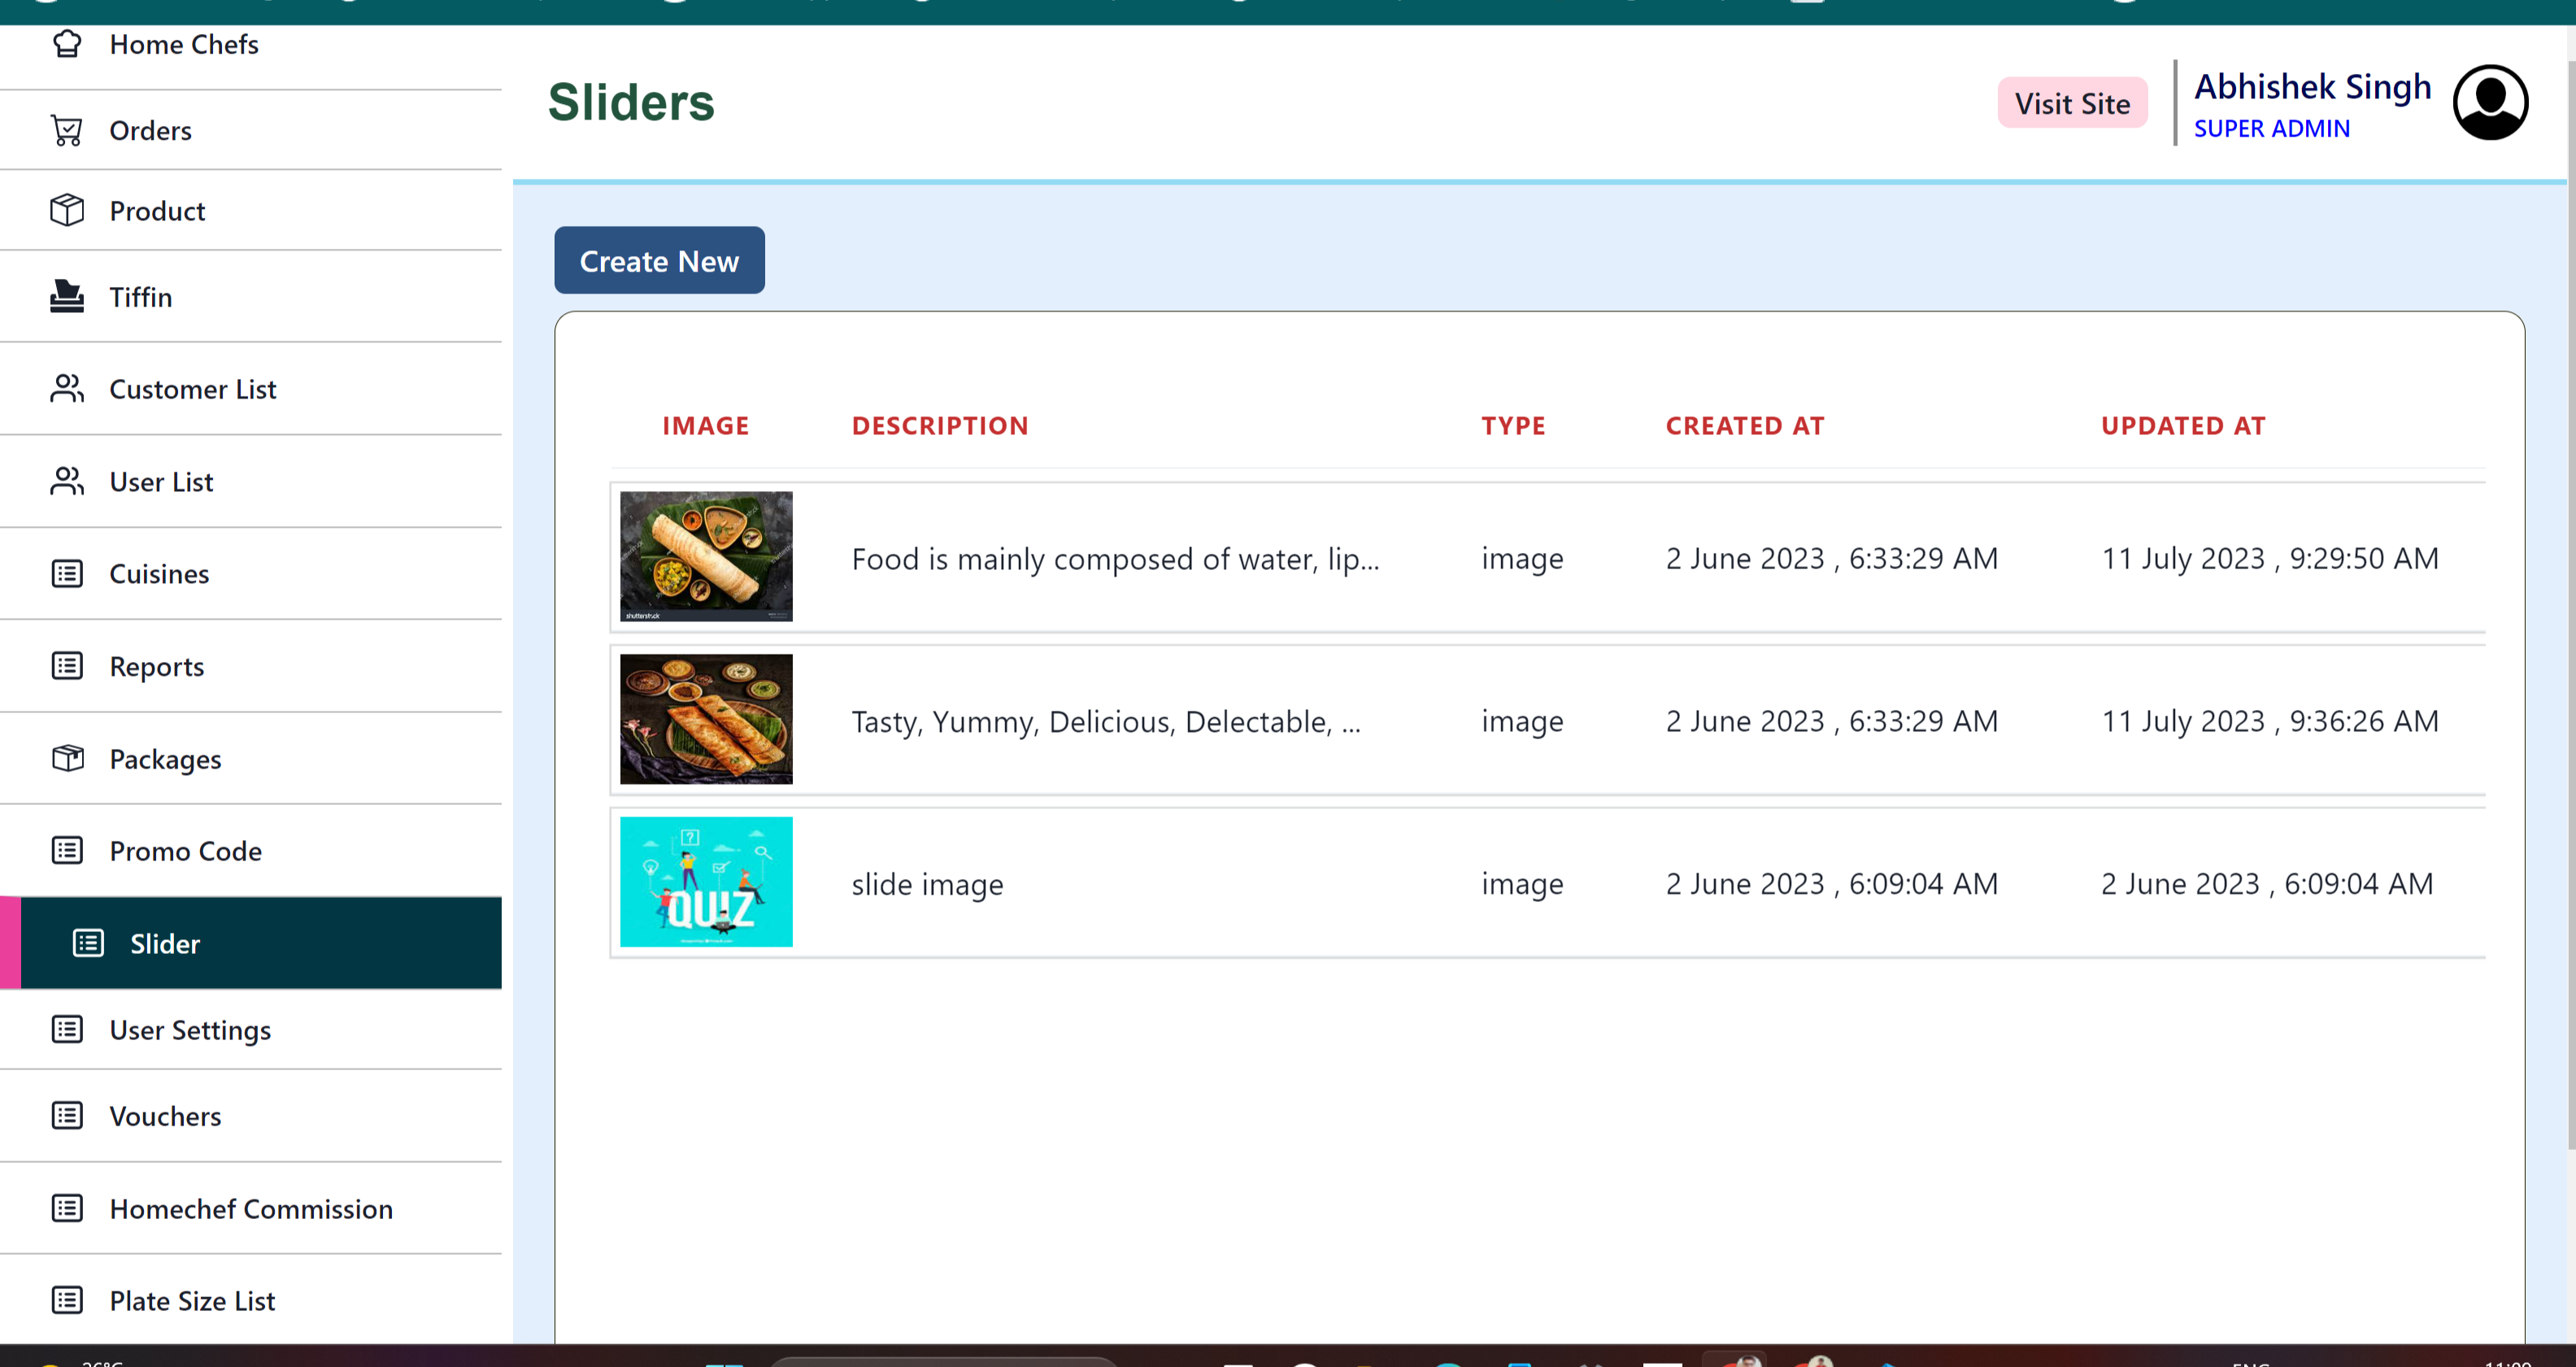 Home Chefs
Orders
Product
Tiffin
Customer List
User List
Cuisines
Reports
Packages
Promo Code
Slider
User Settings
Vouchers
Homechef Commission
Plate Size List
Sliders
Visit Site
Abhishek Singh
SUPER ADMIN
Create New
IMAGE DESCRIPTION TYPE CREATED AT UPDATED AT
shutterstock
Food is mainly composed of water, lip... image 2 June 2023 , 6:33:29 AM 11 July 2023 , 9:29:50 AM
Tasty, Yummy, Delicious, Delectable, ... image 2 June 2023 , 6:33:29 AM 11 July 2023 , 9:36:26 AM
QUIZ
slide image image 2 June 2023 , 6:09:04 AM 2 June 2023 , 6:09:04 AM